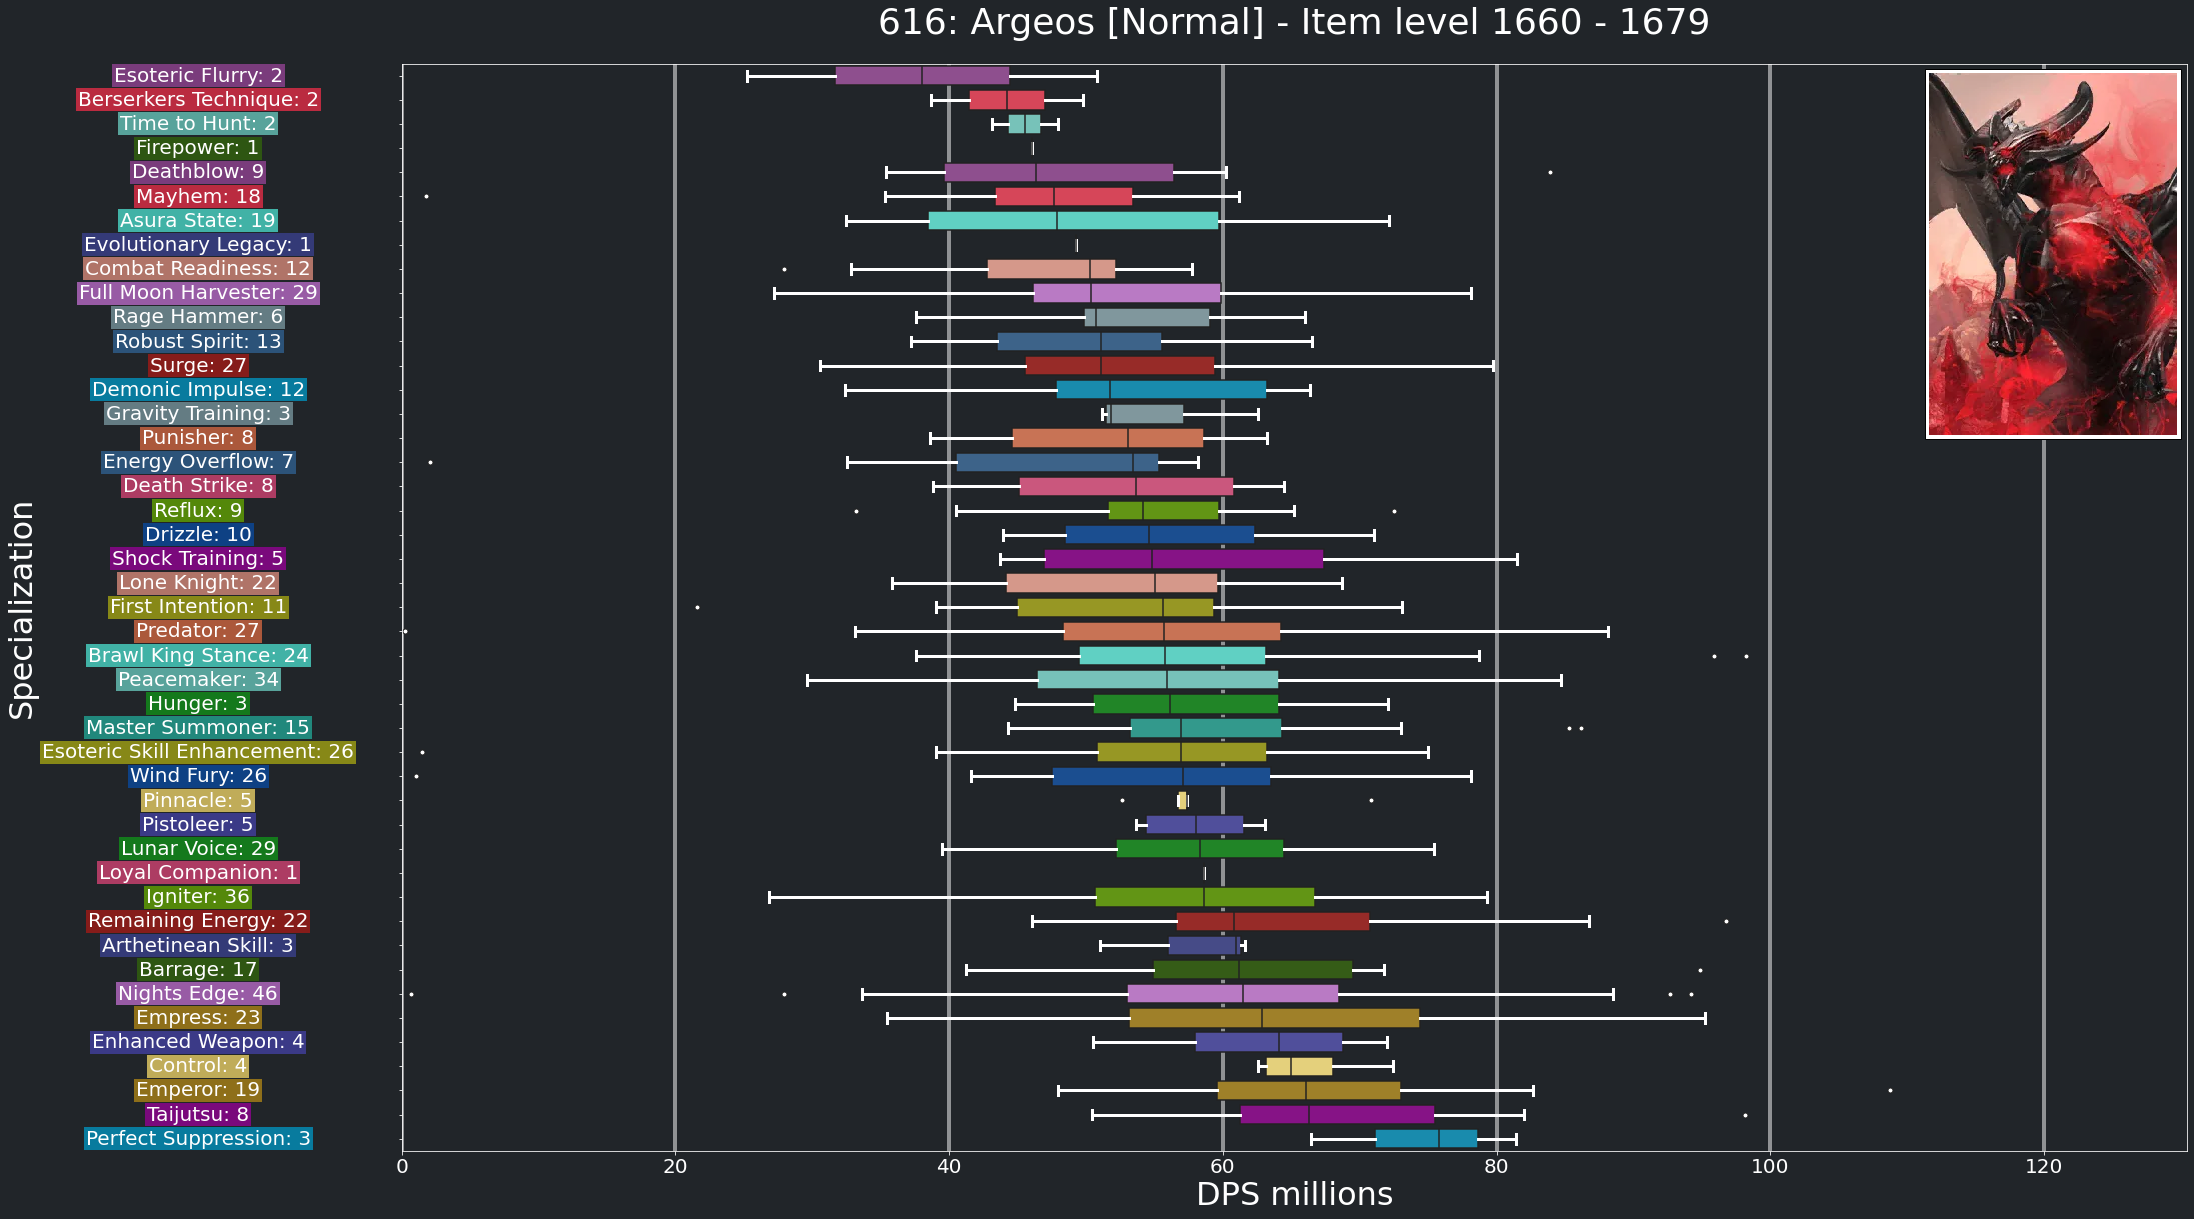 616: Argeos [Normal] - Item level 1660 - 1679
Specialization
Esoteric Flurry: 2
Berserkers Technique: 2
Time to Hunt: 2
Firepower: 1
Deathblow: 9
Mayhem: 18
Asura State: 19
Evolutionary Legacy: 1
Combat Readiness: 12
Full Moon Harvester: 29
Rage Hammer: 6
Robust Spirit: 13
Surge: 27
Demonic Impulse: 12
Gravity Training: 3
Punisher: 8
Energy Overflow: 7
Death Strike: 8
Reflux: 9
Drizzle: 10
Shock Training: 5
Lone Knight: 22
First Intention: 11
Predator: 27
Brawl King Stance: 24
Peacemaker: 34
Hunger: 3
Master Summoner: 15
Esoteric Skill Enhancement: 26
Wind Fury: 26
Pinnacle: 5
Pistoleer: 5
Lunar Voice: 29
Loyal Companion: 1
Igniter: 36
Remaining Energy: 22
Arthetinean Skill: 3
Barrage: 17
Nights Edge: 46
Empress: 23
Enhanced Weapon: 4
Control: 4
Emperor: 19
Taijutsu: 8
Perfect Suppression: 3
0 20 40 60 80 100 120
DPS millions